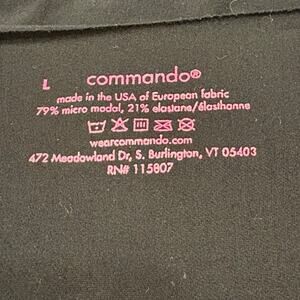 L commando®
made in the USA of European fabric
79% micro modal, 21% elastane/élasthanne
wearcommando.com
472 Meadowland Dr, S. Burlington, VT 05403
RN# 115807